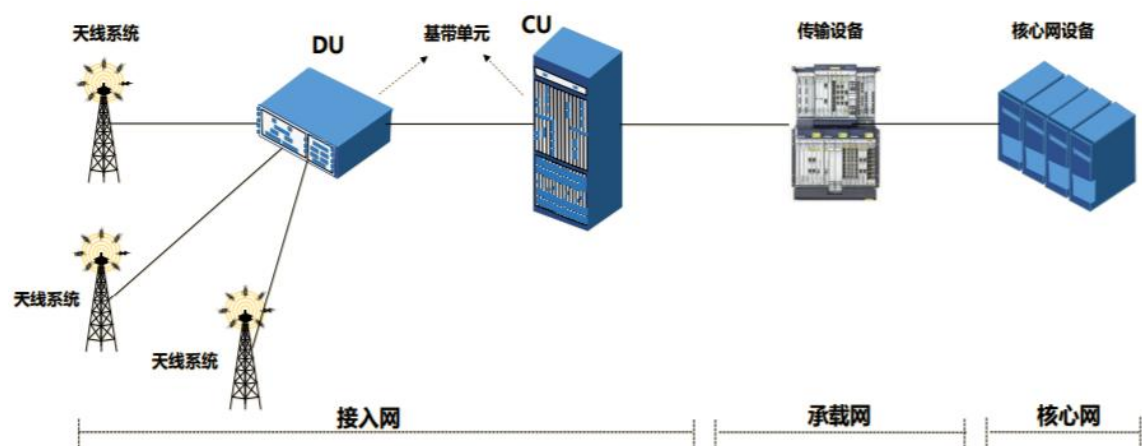 天线系统
DU
基带单元
CU
传输设备
核心网设备
天线系统
天线系统
接入网
承载网
核心网